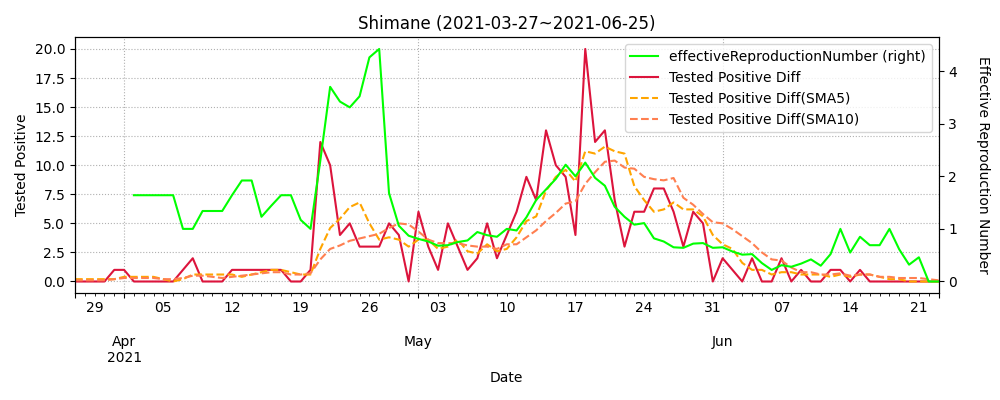 Shimane (2021-03-27~2021-06-25)
effectiveReproductionNumber (right)
Tested Positive Diff
Tested Positive Diff(SMA5)
Tested Positive Diff(SMA10)
Tested Positive
20.0
17.5
15.0
12.5
10.0
7.5
5.0
2.5
0.0
4
3
2
1
0
Effective Reproduction Number
29 05 12 19 26 03 10 17 24 31 07 14 21
Apr May Jun
2021
Date